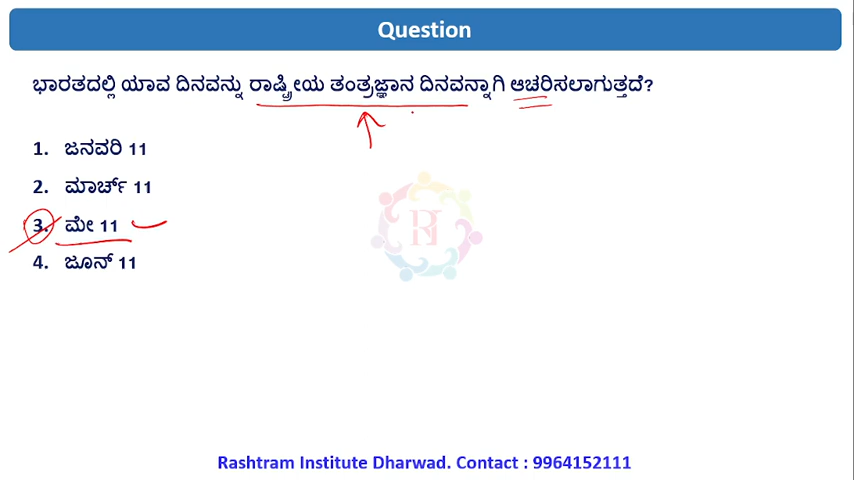 Question
ಭಾರತದಲ್ಲಿ ಯಾವ ದಿನವನ್ನು ರಾಷ್ಟ್ರೀಯ ತಂತ್ರಜ್ಞಾನ ದಿನವನ್ನಾಗಿ ಆಚರಿಸಲಾಗುತ್ತದೆ?
1. ಜನವರಿ 11
2. ಮಾರ್ಚ್ 11
3. ಮೇ 11
4. ಜೂನ್ 11
Rashtram Institute Dharwad. Contact : 9964152111